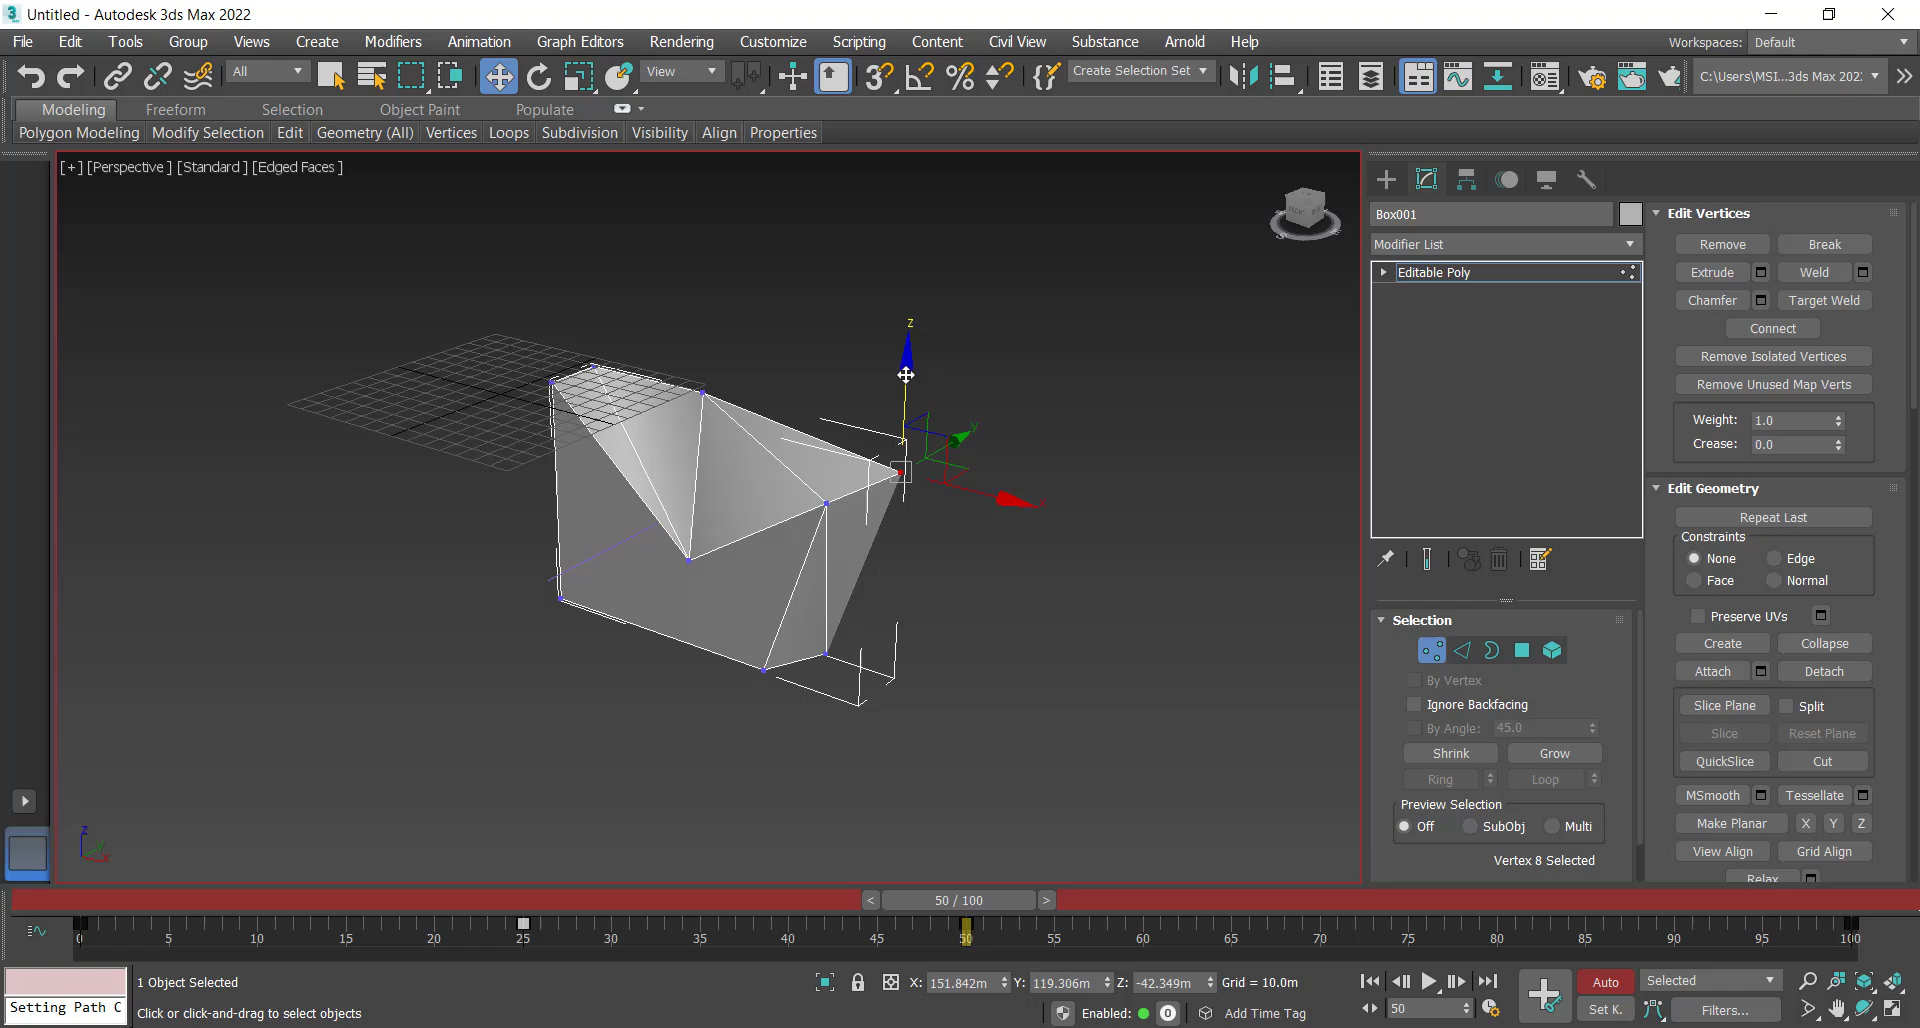 Untitled - Autodesk 3ds Max 2022
File Edit Tools Group Views Create Modifiers Animation Graph Editors Rendering Customize Scripting Content Civil View Substance Arnold Help Workspaces: Default
All View Create Selection Set C:\Users\MSI...3ds Max 202:
Modeling Freeform Selection Object Paint Populate
Polygon Modeling Modify Selection Edit Geometry (All) Vertices Loops Subdivision Visibility Align Properties
[+] [Perspective] [Standard] [Edged Faces]
Box001
Modifier List
Editable Poly
Edit Vertices
Remove Break
Extrude Weld
Chamfer Target Weld
Connect
Remove Isolated Vertices
Remove Unused Map Verts
Weight: 1.0
Crease: 0.0
z
y
Edit Geometry
Repeat Last
Constraints
None Edge
Face Normal
Preserve UVs
Create Collapse
Attach Detach
Slice Plane Split
Slice Reset Plane
QuickSlice Cut
MSmooth Tessellate
Make Planar X Y Z
View Align Grid Align
Relax
Selection
By Vertex
Ignore Backfacing
By Angle: 45.0
Shrink Grow
Ring Loop
Preview Selection
Off SubObj Multi
Vertex 8 Selected
z
< 50 / 100 >
0 5 10 15 20 25 30 35 40 45 50 55 60 65 70 75 80 85 90 95 100
1 Object Selected X: 151.842m Y: 119.306m Z: -42.349m Grid = 10.0m Auto Selected
Setting Path C Click or click-and-drag to select objects Enabled: 0 Add Time Tag 50 Set K. Filters...